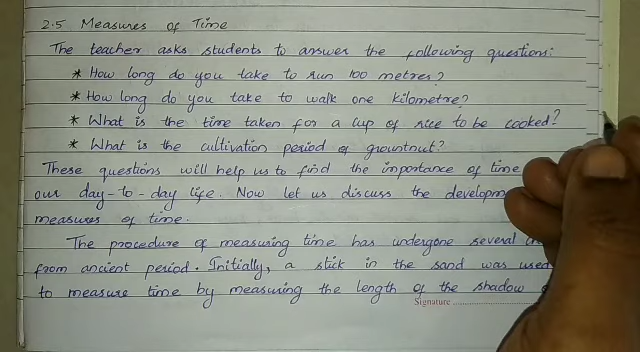 2.5 Measures of Time
The teacher asks students to answer the following questions:
* How long do you take to run 100 metres?
* How long do you take to walk one kilometre?
* What is the time taken for a cup of rice to be cooked?
* What is the cultivation period of grountnut?
These questions will help us to find the importance of time
our day-to-day life. Now let us discuss the
measures of time.
The procedure of measuring time has undergone several
from ancient period. Initially, a stick in the sand was used
to measure time by measuring the length of the shadow
Signature